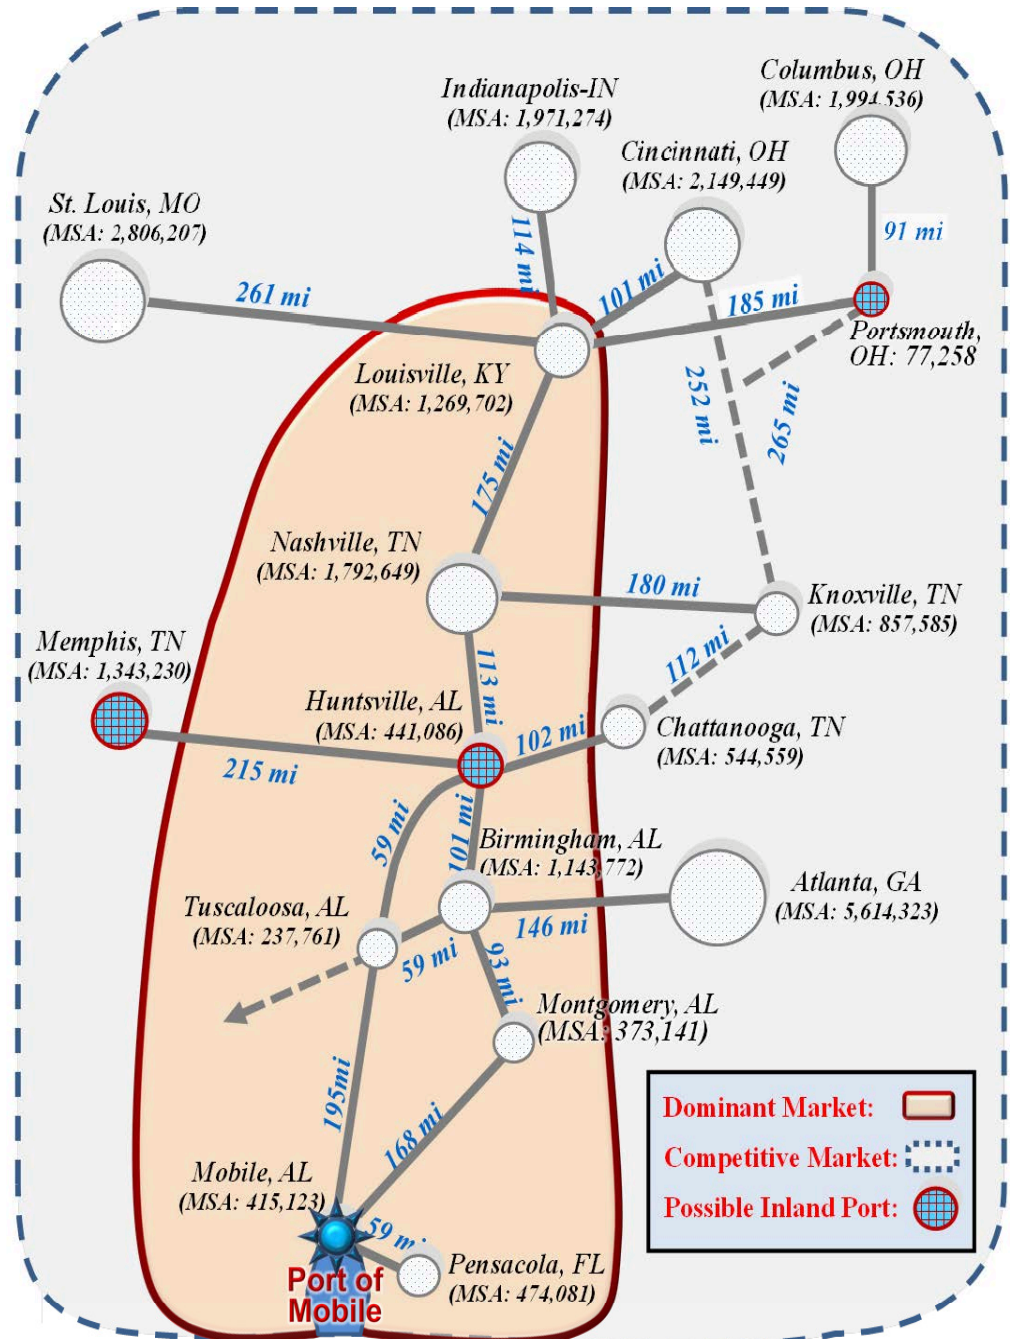 Columbus, OH
(MSA: 1,994,536)
Indianapolis-IN
(MSA: 1,971,274)
Cincinnati, OH
(MSA: 2,149,449)
St. Louis, MO
(MSA: 2,806,207)
114 mi
91 mi
261 mi
101 mi
185 mi
Portsmouth,
OH: 77,258
Louisville, KY
(MSA: 1,269,702)
252 mi
265 mi
175 mi
Nashville, TN
(MSA: 1,792,649)
180 mi
Knoxville, TN
(MSA: 857,585)
Memphis, TN
(MSA: 1,343,230)
112 mi
113 mi
Huntsville, AL
(MSA: 441,086)
Chattanooga, TN
(MSA: 544,559)
102 mi
215 mi
59 mi
101 mi
Birmingham, AL
(MSA: 1,143,772)
Atlanta, GA
(MSA: 5,614,323)
Tuscaloosa, AL
(MSA: 237,761)
146 mi
59 mi
93 mi
Montgomery, AL
(MSA: 373,141)
195mi
168 mi
Dominant Market:
Competitive Market:
Possible Inland Port:
Mobile, AL
(MSA: 415,123)
59 mi
Pensacola, FL
(MSA: 474,081)
Port of
Mobile